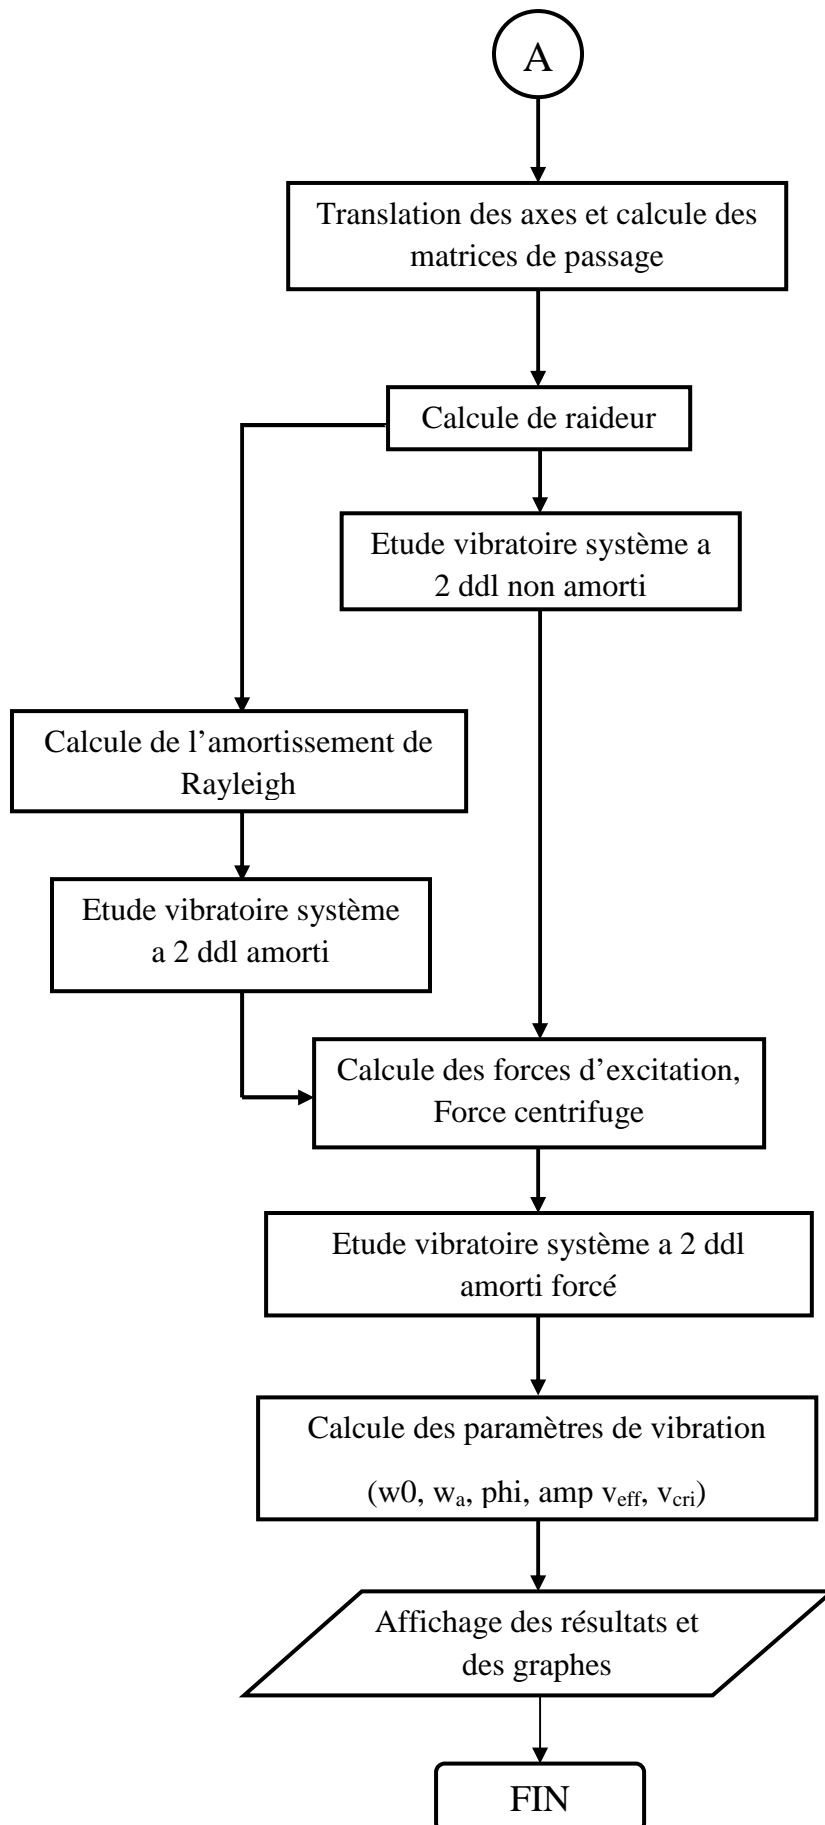 A
Translation des axes et calcule des
matrices de passage
Calcule de raideur
Etude vibratoire système a
2 ddl non amorti
Calcule de l’amortissement de
Rayleigh
Etude vibratoire système
a 2 ddl amorti
Calcule des forces d’excitation,
Force centrifuge
Etude vibratoire système a 2 ddl
amorti forcé
Calcule des paramètres de vibration
(w0, wa, phi, amp veff, vcri)
Affichage des résultats et
des graphes
FIN